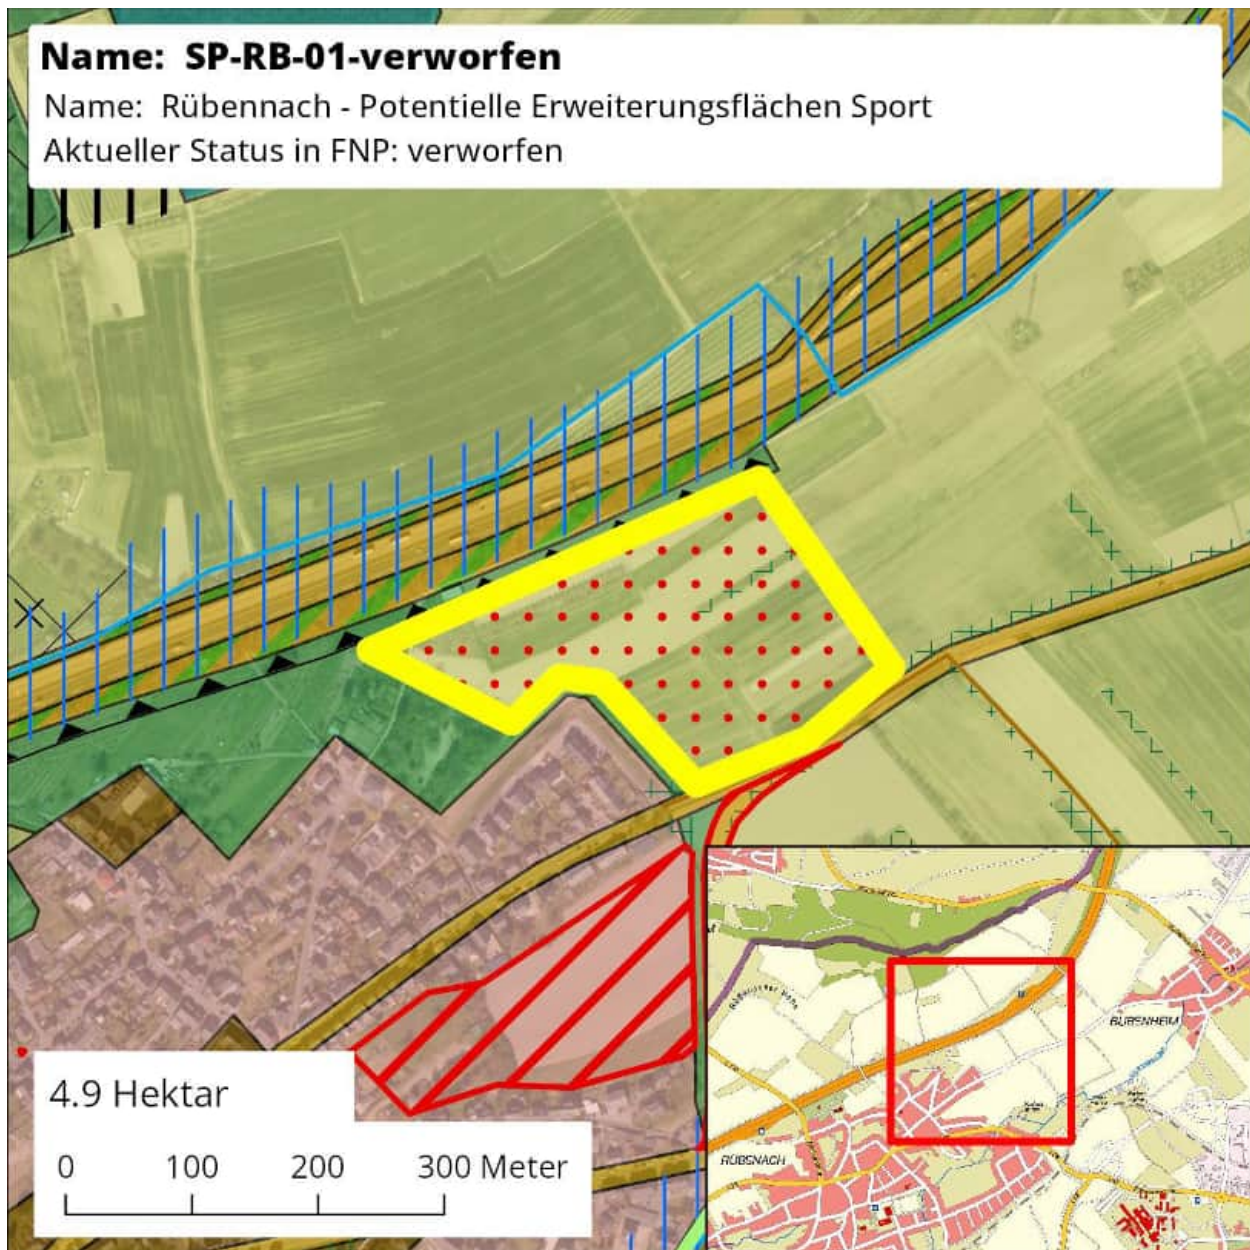 Name: SP-RB-01-verworfen
Name: Rübennach - Potentielle Erweiterungsflächen Sport
Aktueller Status in FNP: verworfen
BUBENHEIM
RÜBSNACH
4.9 Hektar
0 100 200 300 Meter